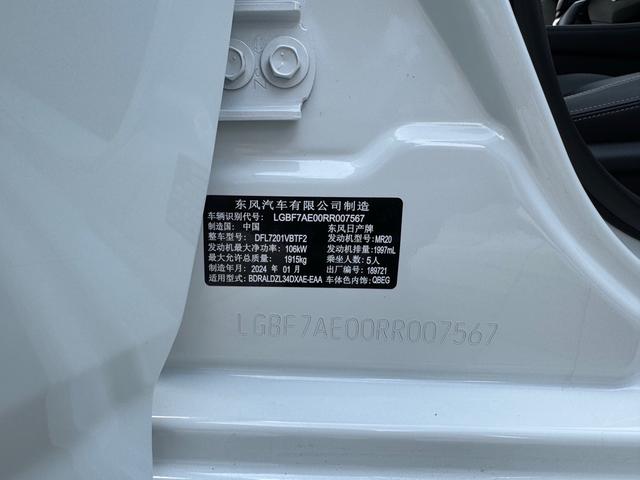 东风汽车有限公司制造
车辆识别代号: LGBF7AE00RR007567
制造国: 中国 东风日产牌
整车型号: DFL7201VBTF2 发动机型号: MR20
发动机最大净功率: 106kW 发动机排量: 1997mL
最大允许总质量: 1915kg 乘坐人数: 5人
制造年月: 2024 年 01 月 出厂编号: 189721
适用型式: BDRALDZL34DXAE-EAA 车体色内饰: QBEG
LGBF7AE00RR007567